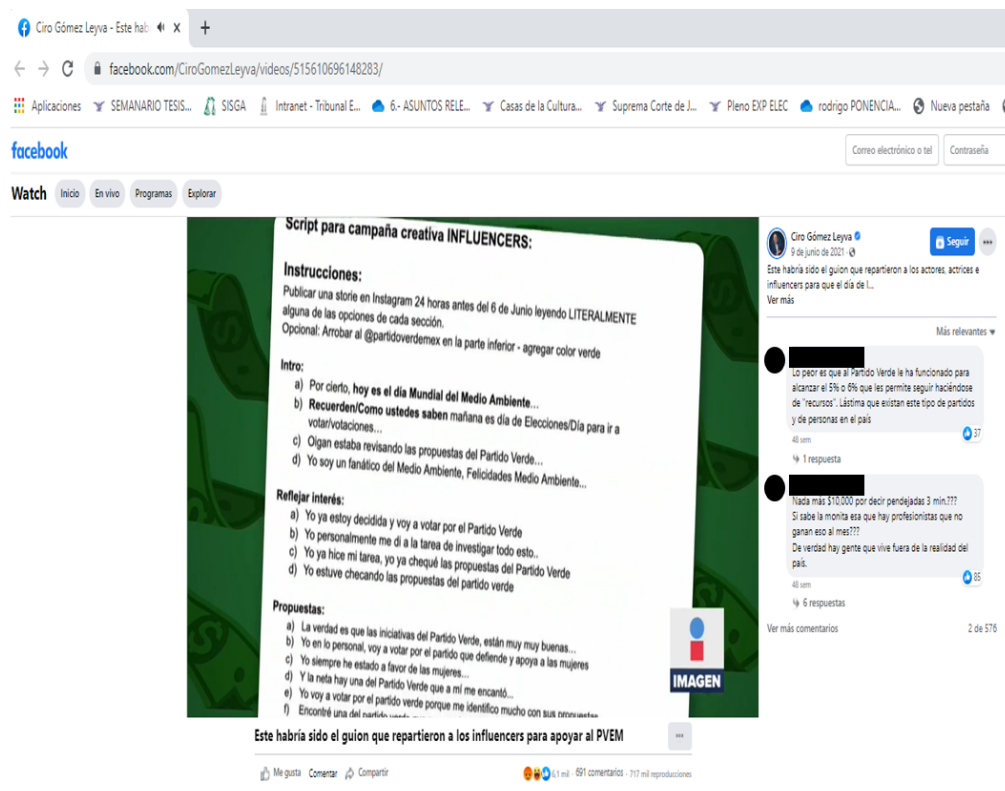 Ciro Gómez Leyva - Este hab
facebook.com/CiroGomezLeyva/videos/515610696148283/
Aplicaciones SEMANARIO TESIS... SISGA Intranet - Tribunal E... 6.- ASUNTOS RELE... Casas de la Cultura... Suprema Corte de J... Pleno EXP ELEC rodrigo PONENCIA... Nueva pestaña
facebook
Correo electrónico o tel
Contraseña
Watch Inicio En vivo Programas Explorar
Script para campaña creativa INFLUENCERS:
Instrucciones:
Publicar una storie en Instagram 24 horas antes del 6 de Junio leyendo LITERALMENTE
alguna de las opciones de cada sección.
Opcional: Arrobar al @partidoverdemex en la parte inferior - agregar color verde
Intro:
a) Por cierto, hoy es el día Mundial del Medio Ambiente...
b) Recuerden/Como ustedes saben mañana es día de Elecciones/Día para ir a
votar/votaciones...
c) Oigan estaba revisando las propuestas del Partido Verde...
d) Yo soy un fanático del Medio Ambiente, Felicidades Medio Ambiente...
Reflejar interés:
a) Yo ya estoy decidida y voy a votar por el Partido Verde
b) Yo personalmente me di a la tarea de investigar todo esto..
c) Yo ya hice mi tarea, yo ya chequé las propuestas del Partido Verde
d) Yo estuve checando las propuestas del partido verde
Propuestas:
a) La verdad es que las iniciativas del Partido Verde, están muy muy buenas...
b) Yo en lo personal, voy a votar por el partido que defiende y apoya a las mujeres
c) Yo siempre he estado a favor de las mujeres...
d) Y la neta hay una del Partido Verde que a mí me encantó...
e) Yo voy a votar por el partido verde porque me identifico mucho con sus propuestas
f) Encontré una del partido verde
IMAGEN
Este habría sido el guion que repartieron a los influencers para apoyar al PVEM
Me gusta Comentar Compartir
6,1 mil · 691 comentarios · 717 mil reproducciones
Ciro Gómez Leyva
Seguir
9 de junio de 2021 ·
Este habría sido el guion que repartieron a los actores, actrices e
influencers para que el día de l...
Ver más
Más relevantes
Lo peor es que al Partido Verde le ha funcionado para
alcanzar el 5% o 6% que les permite seguir haciéndose
de "recursos". Lástima que existan este tipo de partidos
y de personas en el país
37
48 sem
1 respuesta
Nada más $10,000 por decir pendejadas 3 min.???
Si sabe la monita esa que hay profesionistas que no
ganan eso al mes???
De verdad hay gente que vive fuera de la realidad del
país.
85
48 sem
6 respuestas
Ver más comentarios
2 de 576